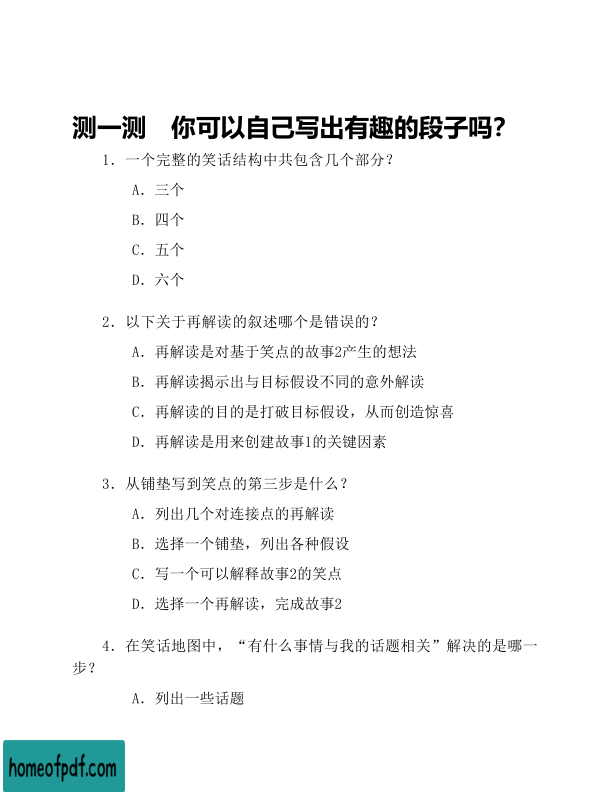 测一测　你可以自己写出有趣的段子吗？
1．一个完整的笑话结构中共包含几个部分？
A．三个
B．四个
C．五个
D．六个
2．以下关于再解读的叙述哪个是错误的？
A．再解读是对基于笑点的故事2产生的想法
B．再解读揭示出与目标假设不同的意外解读
C．再解读的目的是打破目标假设，从而创造惊喜
D．再解读是用来创建故事1的关键因素
3．从铺垫写到笑点的第三步是什么？
A．列出几个对连接点的再解读
B．选择一个铺垫，列出各种假设
C．写一个可以解释故事2的笑点
D．选择一个再解读，完成故事2
4．在笑话地图中，“有什么事情与我的话题相关”解决的是哪一
步？
A．列出一些话题
homeofpdf.com